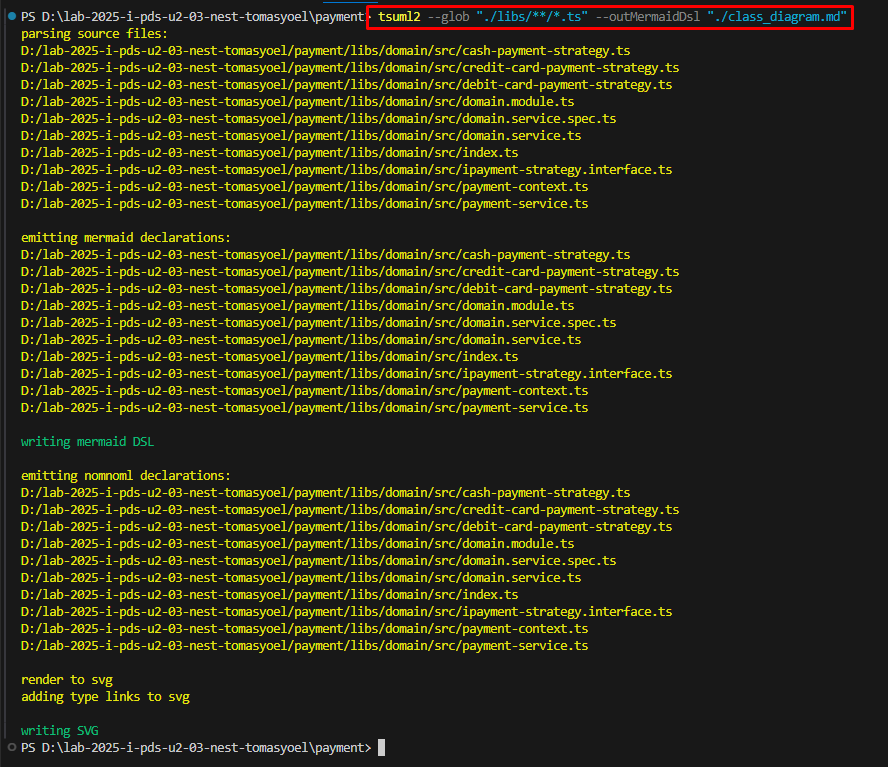 PS D:\lab-2025-i-pds-u2-03-nest-tomasyoel\payment> tsuml2 --glob "./libs/**/*.ts" --outMermaidDsl "./class_diagram.md"
parsing source files:
D:/lab-2025-i-pds-u2-03-nest-tomasyoel/payment/libs/domain/src/cash-payment-strategy.ts
D:/lab-2025-i-pds-u2-03-nest-tomasyoel/payment/libs/domain/src/credit-card-payment-strategy.ts
D:/lab-2025-i-pds-u2-03-nest-tomasyoel/payment/libs/domain/src/debit-card-payment-strategy.ts
D:/lab-2025-i-pds-u2-03-nest-tomasyoel/payment/libs/domain/src/domain.module.ts
D:/lab-2025-i-pds-u2-03-nest-tomasyoel/payment/libs/domain/src/domain.service.spec.ts
D:/lab-2025-i-pds-u2-03-nest-tomasyoel/payment/libs/domain/src/domain.service.ts
D:/lab-2025-i-pds-u2-03-nest-tomasyoel/payment/libs/domain/src/index.ts
D:/lab-2025-i-pds-u2-03-nest-tomasyoel/payment/libs/domain/src/ipayment-strategy.interface.ts
D:/lab-2025-i-pds-u2-03-nest-tomasyoel/payment/libs/domain/src/payment-context.ts
D:/lab-2025-i-pds-u2-03-nest-tomasyoel/payment/libs/domain/src/payment-service.ts
emitting mermaid declarations:
D:/lab-2025-i-pds-u2-03-nest-tomasyoel/payment/libs/domain/src/cash-payment-strategy.ts
D:/lab-2025-i-pds-u2-03-nest-tomasyoel/payment/libs/domain/src/credit-card-payment-strategy.ts
D:/lab-2025-i-pds-u2-03-nest-tomasyoel/payment/libs/domain/src/debit-card-payment-strategy.ts
D:/lab-2025-i-pds-u2-03-nest-tomasyoel/payment/libs/domain/src/domain.module.ts
D:/lab-2025-i-pds-u2-03-nest-tomasyoel/payment/libs/domain/src/domain.service.spec.ts
D:/lab-2025-i-pds-u2-03-nest-tomasyoel/payment/libs/domain/src/domain.service.ts
D:/lab-2025-i-pds-u2-03-nest-tomasyoel/payment/libs/domain/src/index.ts
D:/lab-2025-i-pds-u2-03-nest-tomasyoel/payment/libs/domain/src/ipayment-strategy.interface.ts
D:/lab-2025-i-pds-u2-03-nest-tomasyoel/payment/libs/domain/src/payment-context.ts
D:/lab-2025-i-pds-u2-03-nest-tomasyoel/payment/libs/domain/src/payment-service.ts
writing mermaid DSL
emitting nomnoml declarations:
D:/lab-2025-i-pds-u2-03-nest-tomasyoel/payment/libs/domain/src/cash-payment-strategy.ts
D:/lab-2025-i-pds-u2-03-nest-tomasyoel/payment/libs/domain/src/credit-card-payment-strategy.ts
D:/lab-2025-i-pds-u2-03-nest-tomasyoel/payment/libs/domain/src/debit-card-payment-strategy.ts
D:/lab-2025-i-pds-u2-03-nest-tomasyoel/payment/libs/domain/src/domain.module.ts
D:/lab-2025-i-pds-u2-03-nest-tomasyoel/payment/libs/domain/src/domain.service.spec.ts
D:/lab-2025-i-pds-u2-03-nest-tomasyoel/payment/libs/domain/src/domain.service.ts
D:/lab-2025-i-pds-u2-03-nest-tomasyoel/payment/libs/domain/src/index.ts
D:/lab-2025-i-pds-u2-03-nest-tomasyoel/payment/libs/domain/src/ipayment-strategy.interface.ts
D:/lab-2025-i-pds-u2-03-nest-tomasyoel/payment/libs/domain/src/payment-context.ts
D:/lab-2025-i-pds-u2-03-nest-tomasyoel/payment/libs/domain/src/payment-service.ts
render to svg
adding type links to svg
writing SVG
PS D:\lab-2025-i-pds-u2-03-nest-tomasyoel\payment>